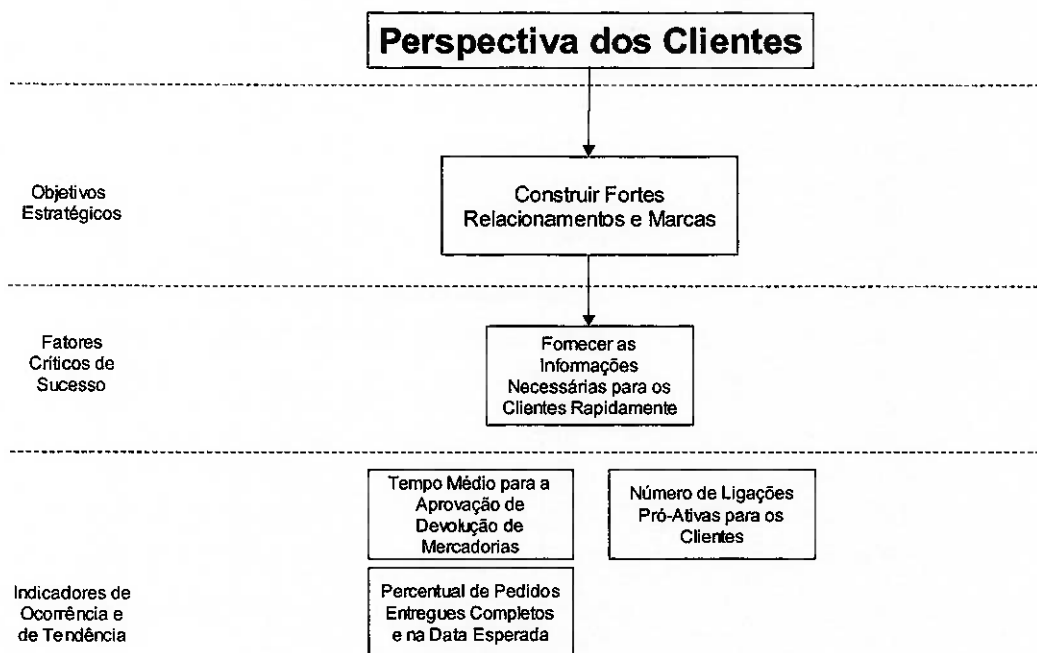 Perspectiva dos Clientes
Objetivos
Estratégicos
Construir Fortes
Relacionamentos e Marcas
Fatores
Críticos de
Sucesso
Fornecer as
Informações
Necessárias para os
Clientes Rapidamente
Tempo Médio para a
Aprovação de
Devolução de
Mercadorias
Número de Ligações
Pró-Ativas para os
Clientes
Indicadores de
Ocorrência e
de Tendência
Percentual de Pedidos
Entregues Completos
e na Data Esperada